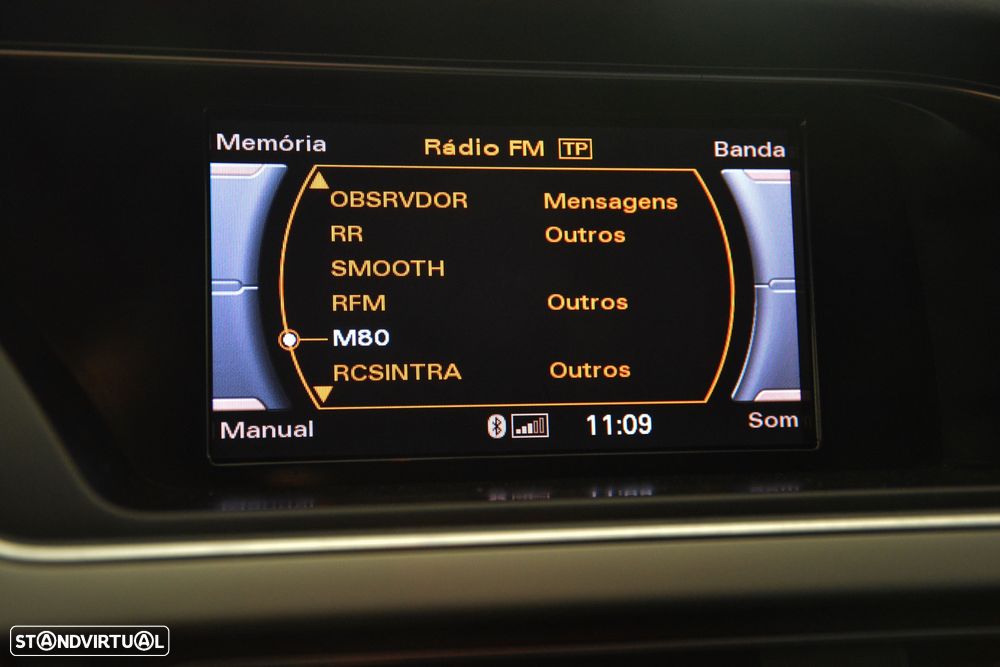 Memória
Rádio FM TP
Banda
OBSRVDOR Mensagens
RR Outros
SMOOTH
RFM Outros
M80
RCSINTRA Outros
Manual
11:09
Som
STANDVIRTUAL